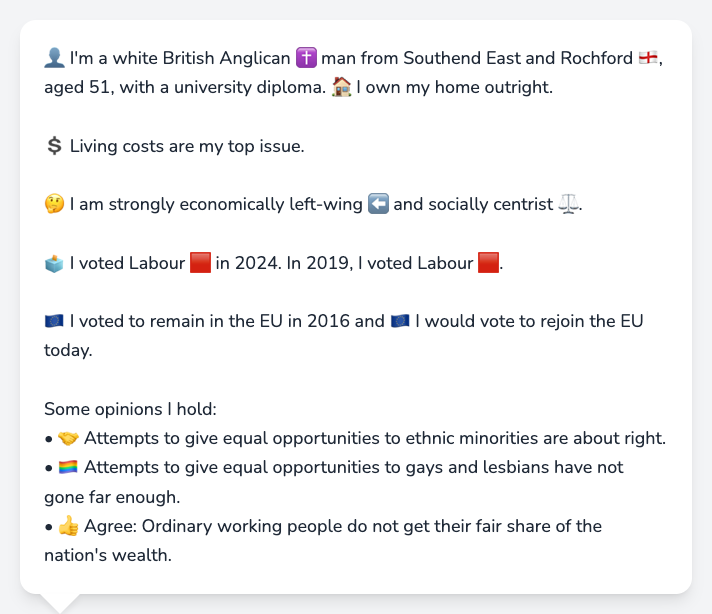 👤 I'm a white British Anglican ✝️ man from Southend East and Rochford 🏴󠁧󠁢󠁥󠁮󠁧󠁿,
aged 51, with a university diploma. 🏠 I own my home outright.
💲 Living costs are my top issue.
🤔 I am strongly economically left-wing ⬅️ and socially centrist ⚖️.
🗳️ I voted Labour 🟥 in 2024. In 2019, I voted Labour 🟥.
🇪🇺 I voted to remain in the EU in 2016 and 🇪🇺 I would vote to rejoin the EU
today.
Some opinions I hold:
• 🤝 Attempts to give equal opportunities to ethnic minorities are about right.
• 🏳️‍🌈 Attempts to give equal opportunities to gays and lesbians have not
gone far enough.
• 👍 Agree: Ordinary working people do not get their fair share of the
nation's wealth.